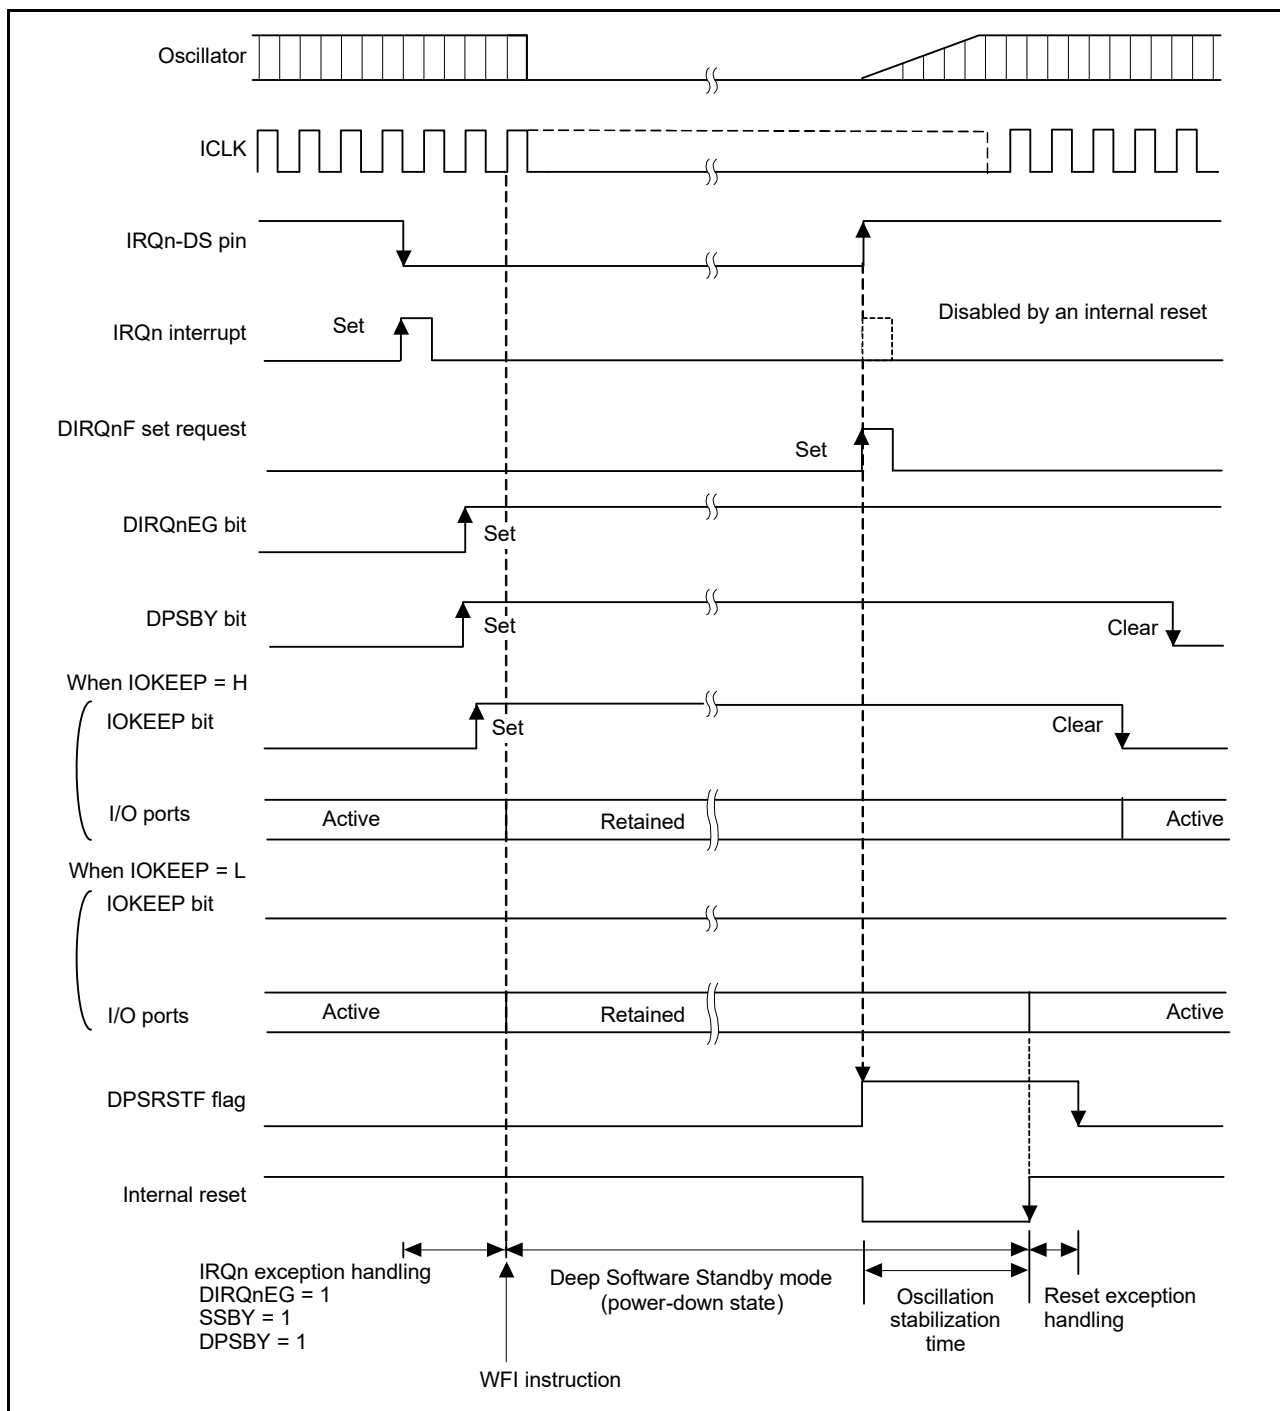 Oscillator
ICLK
IRQn-DS pin
Disabled by an internal reset
IRQn interrupt
Set
DIRQnF set request
Set
DIRQnEG bit
Set
DPSBY bit
Set
Clear
When IOKEEP = H
IOKEEP bit
Set
Clear
I/O ports
Active
Retained
Active
When IOKEEP = L
IOKEEP bit
I/O ports
Active
Retained
Active
DPSRSTF flag
Internal reset
IRQn exception handling
DIRQnEG = 1
SSBY = 1
DPSBY = 1
Deep Software Standby mode
(power-down state)
Oscillation
stabilization
time
Reset exception
handling
WFI instruction